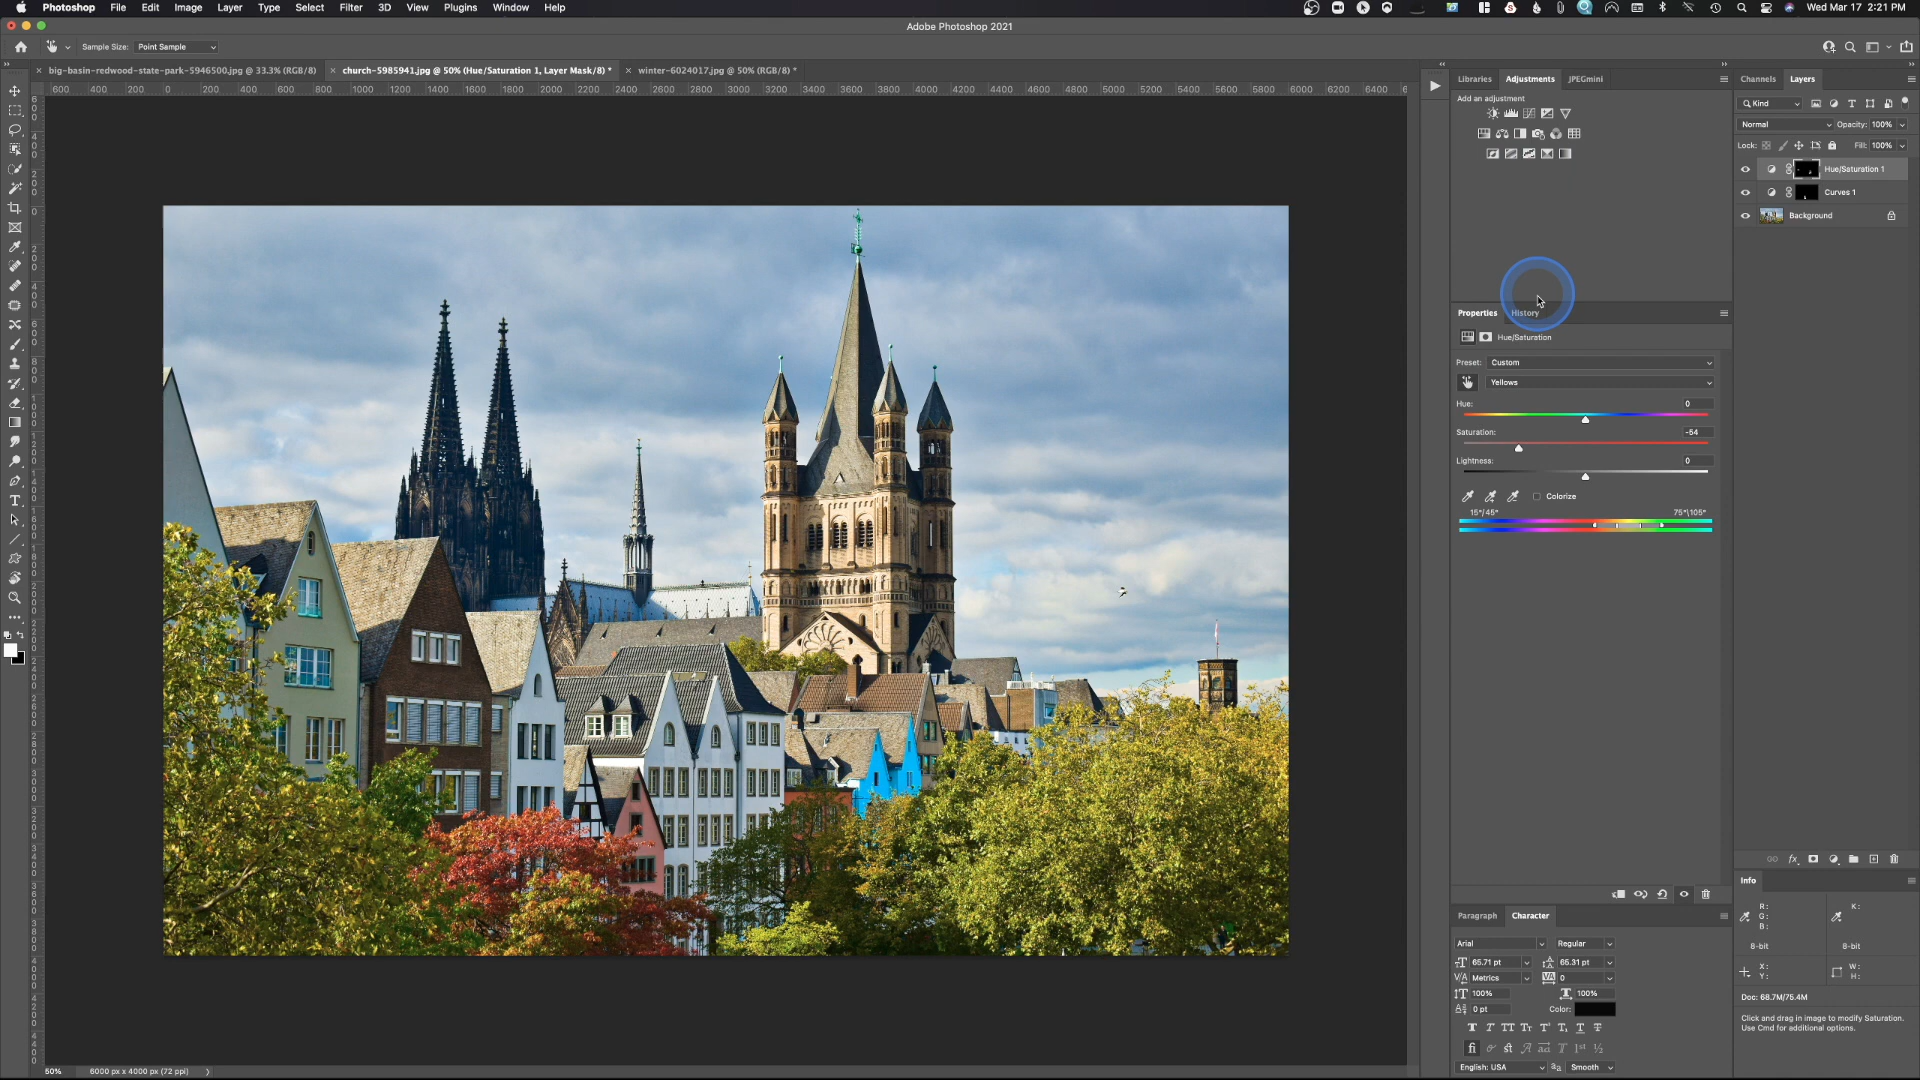 Photoshop File Edit Image Layer Type Select Filter 3D View Plugins Window Help Wed Mar 17 2:21 PM
Adobe Photoshop 2021
Sample Size: Point Sample
× big-basin-redwood-state-park-5946500.jpg @ 33.3% (RGB/8) × church-5985941.jpg @ 50% (Hue/Saturation 1, Layer Mask/8) * × winter-6024017.jpg @ 50% (RGB/8) *
600 400 200 0 200 400 600 800 1000 1200 1400 1600 1800 2000 2200 2400 2600 2800 3000 3200 3400 3600 3800 4000 4200 4400 4600 4800 5000 5200 5400 5600 5800 6000 6200 6400
Libraries Adjustments JPEGmini
Add an adjustment
Properties History
Hue/Saturation
Preset: Custom
Yellows
Hue: 0
Saturation: -54
Lightness: 0
Colorize
15°/45° 75°\105°
Paragraph Character
Arial Regular
65.71 pt 65.31 pt
Metrics 0
100% 100%
0 pt Color:
English: USA Smooth
Channels Layers
Kind
Normal Opacity: 100%
Lock: Fill: 100%
Hue/Saturation 1
Curves 1
Background
Info
R: K:
G:
B:
8-bit 8-bit
X: W:
Y: H:
Doc: 68.7M/75.4M
Click and drag in image to modify Saturation.
Use Cmd for additional options.
50% 6000 px x 4000 px (72 ppi)